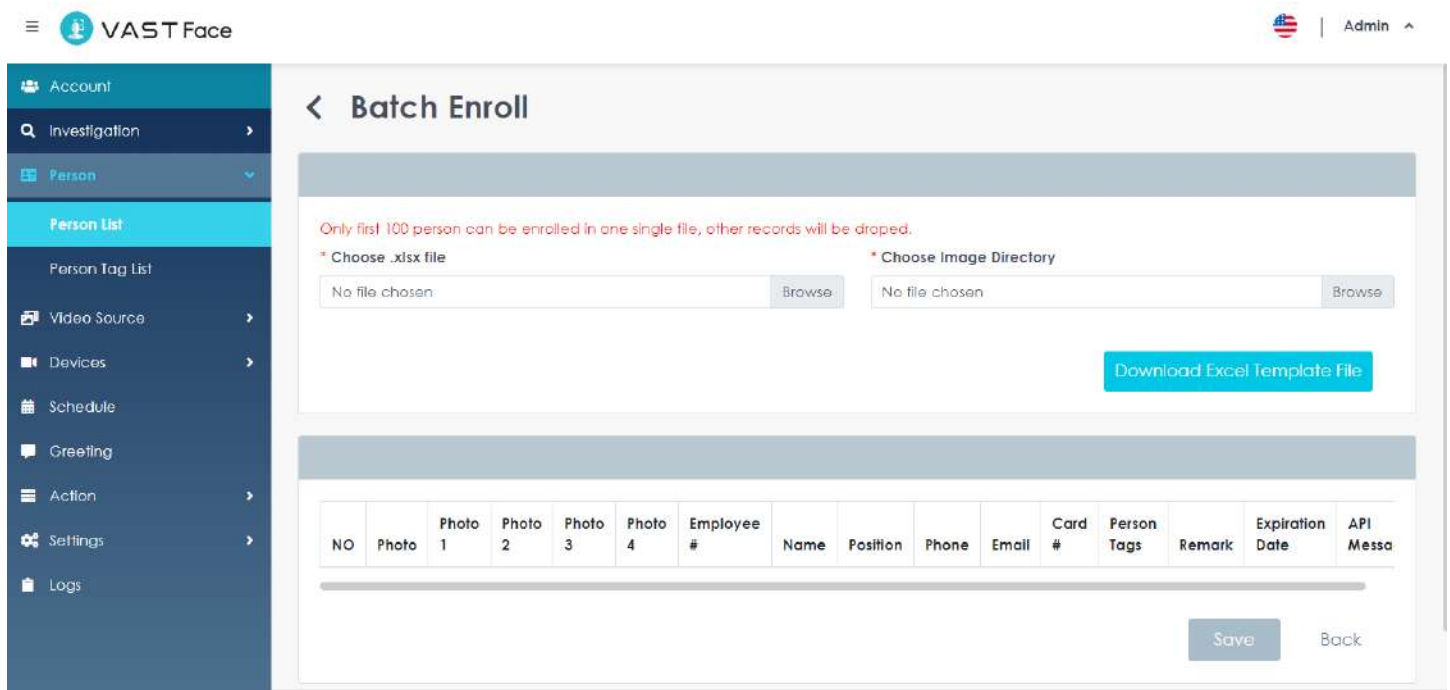 VAST Face
Admin
Account
Investigation
Person
Person List
Person Tag List
Video Source
Devices
Schedule
Greeting
Action
Settings
Logs
Batch Enroll
Only first 100 person can be enrolled in one single file, other records will be droped.
* Choose .xlsx file
No file chosen
Browse
* Choose Image Directory
No file chosen
Browse
Download Excel Template File
NO
Photo
Photo 1
Photo 2
Photo 3
Photo 4
Employee #
Name
Position
Phone
Email
Card #
Person Tags
Remark
Expiration Date
API Messa
Save
Back